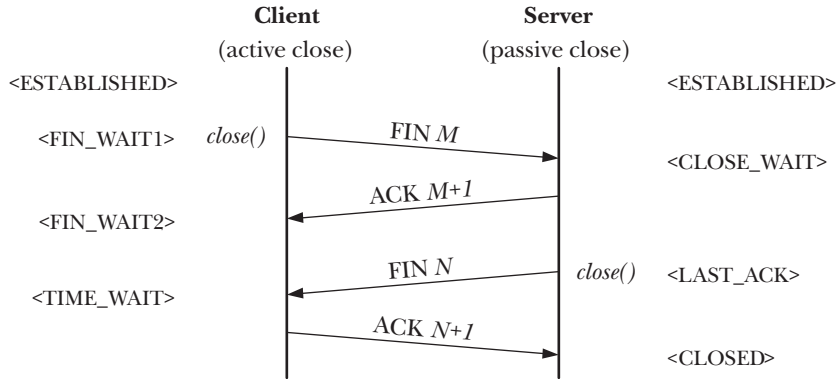 Client Server
(active close) (passive close)
<ESTABLISHED> <ESTABLISHED>
<FIN_WAIT1> close() FIN M
<CLOSE_WAIT>
ACK M+1
<FIN_WAIT2>
FIN N close() <LAST_ACK>
<TIME_WAIT>
ACK N+1
<CLOSED>